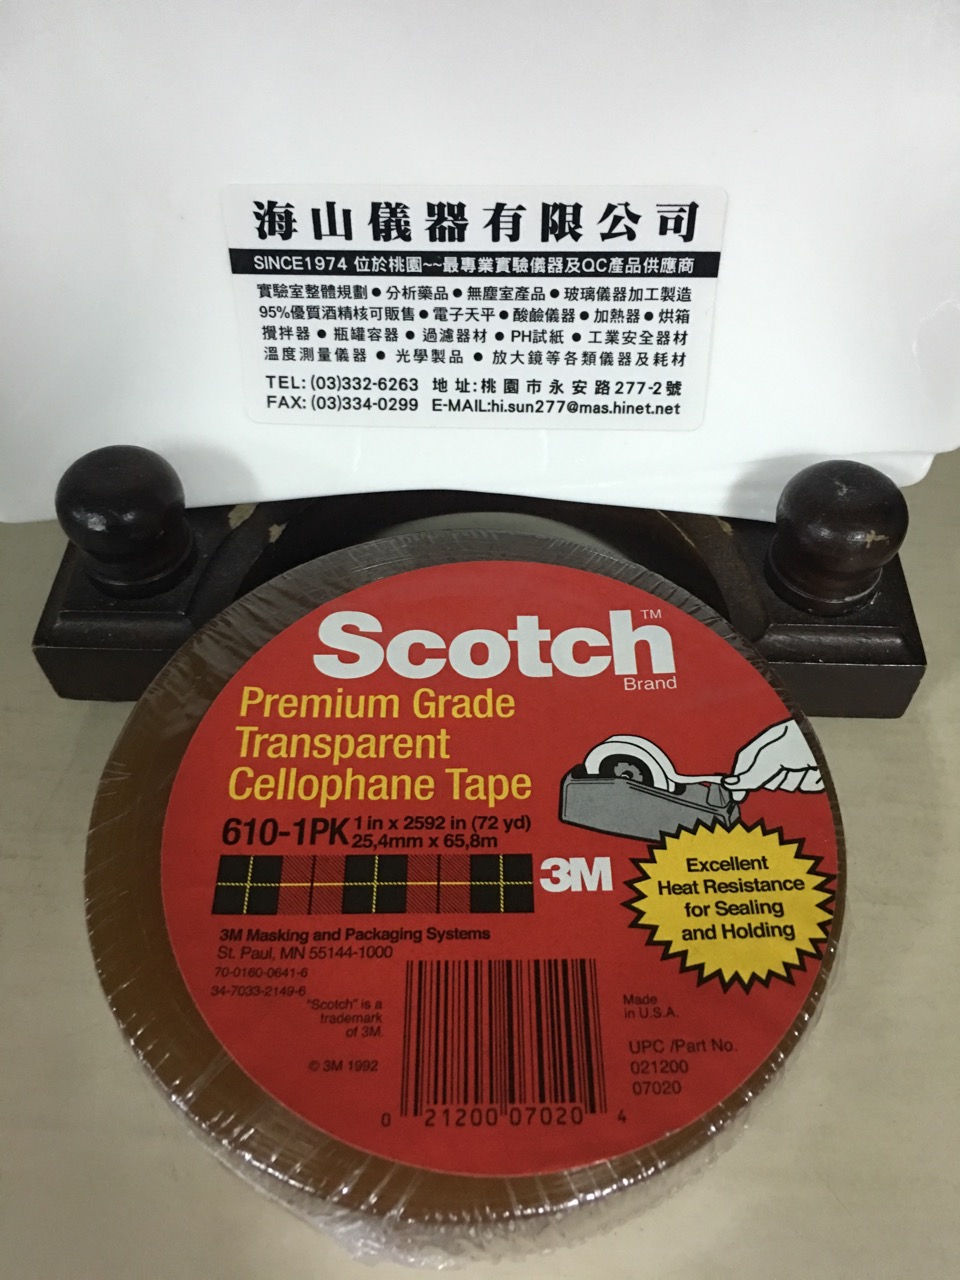 海山儀器有限公司
SINCE1974 位於桃園~~最專業實驗儀器及QC產品供應商
實驗室整體規劃●分析藥品●無塵室產品●玻璃儀器加工製造
95%優質酒精核可販售●電子天平●酸鹼儀器●加熱器●烘箱
攪拌器●瓶罐容器●過濾器材●PH試紙●工業安全器材
溫度測量儀器●光學製品●放大鏡等各類儀器及耗材
TEL:(03)332-6263 地址:桃園市永安路277-2號
FAX:(03)334-0299 E-MAIL:hi.sun277@mas.hinet.net
Scotch™
Brand
Premium Grade
Transparent
Cellophane Tape
610-1PK 1 in x 2592 in (72 yd)
25,4mm x 65,8m
3M
Excellent
Heat Resistance
for Sealing
and Holding
3M Masking and Packaging Systems
St. Paul, MN 55144-1000
70-0160-0641-6
34-7033-2149-6
"Scotch" is a
trademark
of 3M.
© 3M 1992
Made
in U.S.A.
UPC /Part No.
021200
07020
0 21200 07020 4